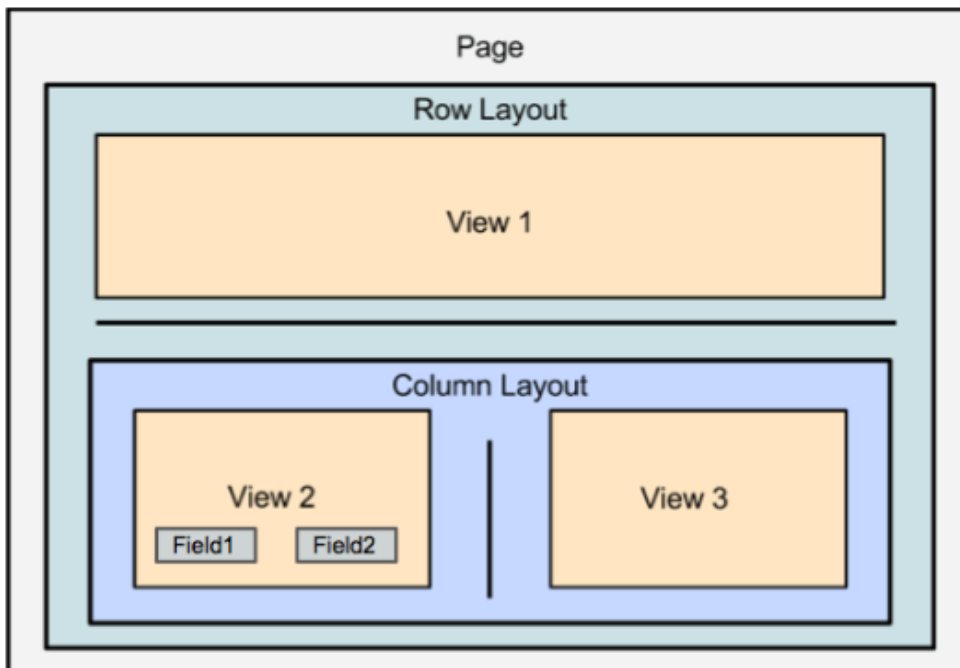 Page
Row Layout
View 1
Column Layout
View 2
Field1
Field2
View 3